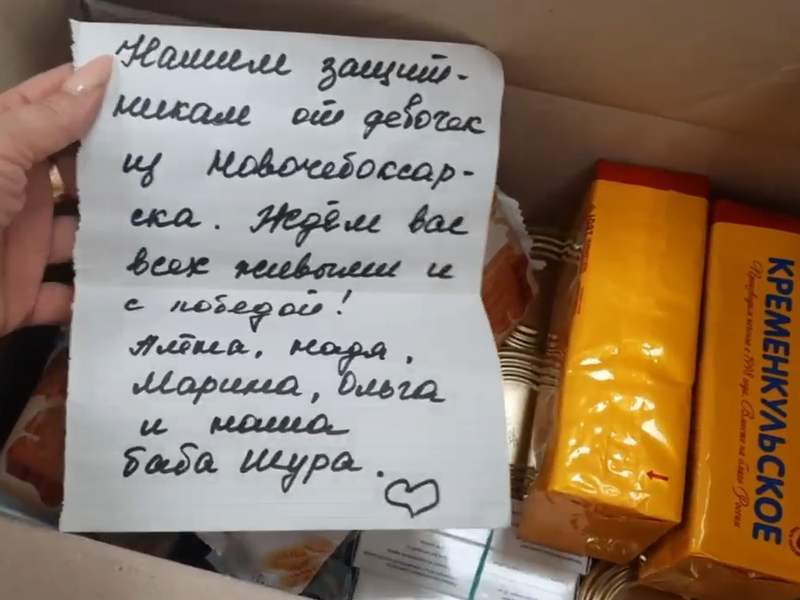 Нашим защит-
никам от девочек
из Новочебоксар-
ска. Ждём вас
всех живыми и
с победой!
Алёна, Надя,
Марина, Ольга
и наша
баба Шура.
КРЕМЕНКУЛЬСКОЕ